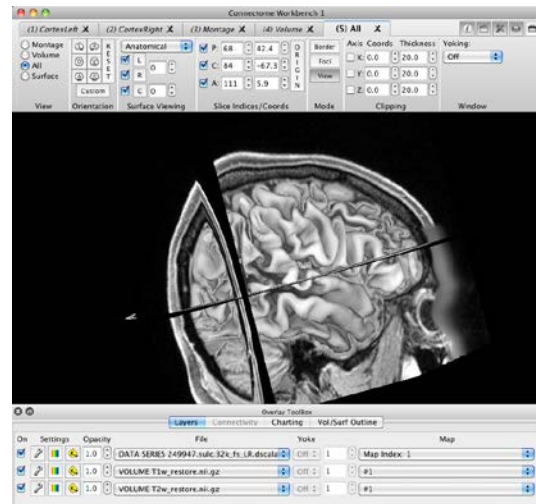 Connectome Workbench 1
(1) CortexLeft X (2) CortexRight X (3) Montage X (4) Volume X (5) All X
Montage
Volume
All
Surface
RESET
Custom
View Orientation
Anatomical
L
R
C
0
0
Surface Viewing
P: 68 42.4
C: 64 -67.3
A: 111 5.9
ORIGIN
Slice Indices/Coords
Border
Foci
View
Mode
Axis Coords Thickness
X: 0.0 20.0
Y: 0.0 20.0
Z: 0.0 20.0
Clipping
Yoking:
Off
Window
Overlay ToolBox
Layers Connectivity Charting Vol/Surf Outline
On Settings Opacity File Yoke Map
1.0 DATA SERIES 249947.sulc.32k_fs_LR.dscala Off 1 Map Index: 1
1.0 VOLUME T1w_restore.nii.gz Off 1 #1
1.0 VOLUME T2w_restore.nii.gz Off 1 #1